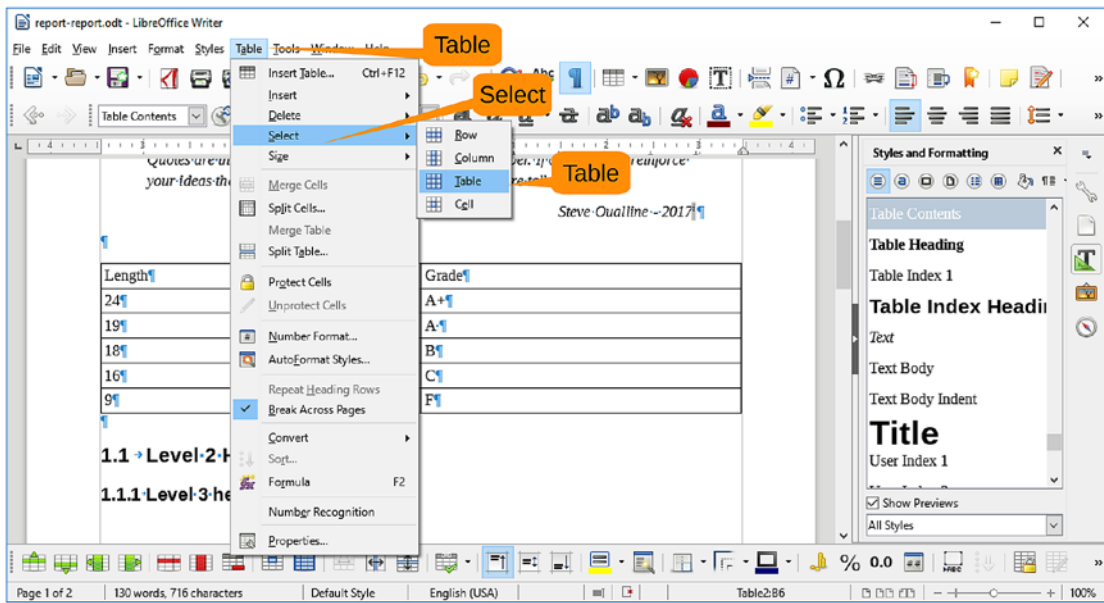 report-report.odt - LibreOffice Writer
File Edit View Insert Format Styles Table Tools Window Help
Table
Insert Table... Ctrl+F12
Insert
Delete
Select
Size
Merge Cells
Split Cells...
Merge Table
Split Table...
Protect Cells
Unprotect Cells
Number Format...
AutoFormat Styles...
Repeat Heading Rows
Break Across Pages
Convert
Sort...
Formula F2
Number Recognition
Properties...
Select
Row
Column
Table
Cell
Table
Table Contents
Quotes·are·
reinforce·
your·ideas·
Steve·Oualline·-·2017¶
¶
Length¶ Grade¶
24¶ A+¶
19¶ A·¶
18¶ B¶
16¶ C¶
9¶ F¶
¶
1.1 Level·2·H
1.1.1 Level·3·he
Styles and Formatting
Table Contents
Table Heading
Table Index 1
Table Index Headi
Text
Text Body
Text Body Indent
Title
User Index 1
Show Previews
All Styles
% 0.0
Page 1 of 2 130 words, 716 characters Default Style English (USA) Table2:B6 100%